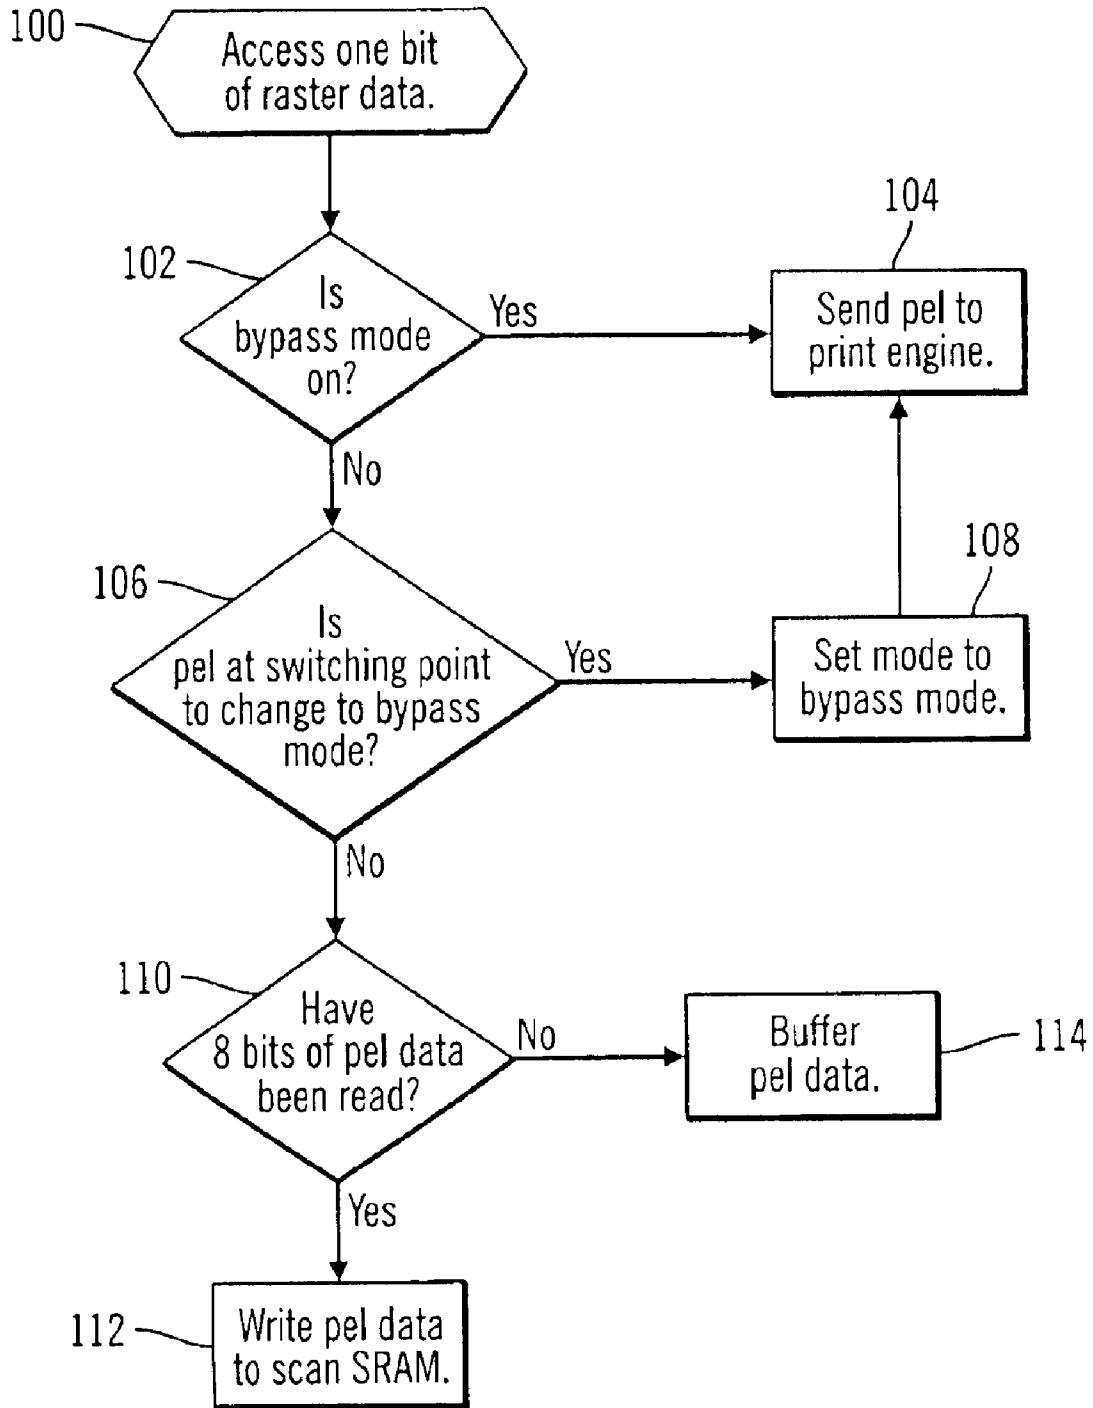 100
Access one bit
of raster data.
102
Is
bypass mode
on?
Yes
104
Send pel to
print engine.
No
106
Is
pel at switching point
to change to bypass
mode?
Yes
108
Set mode to
bypass mode.
No
110
Have
8 bits of pel data
been read?
No
Buffer
pel data.
114
Yes
112
Write pel data
to scan SRAM.